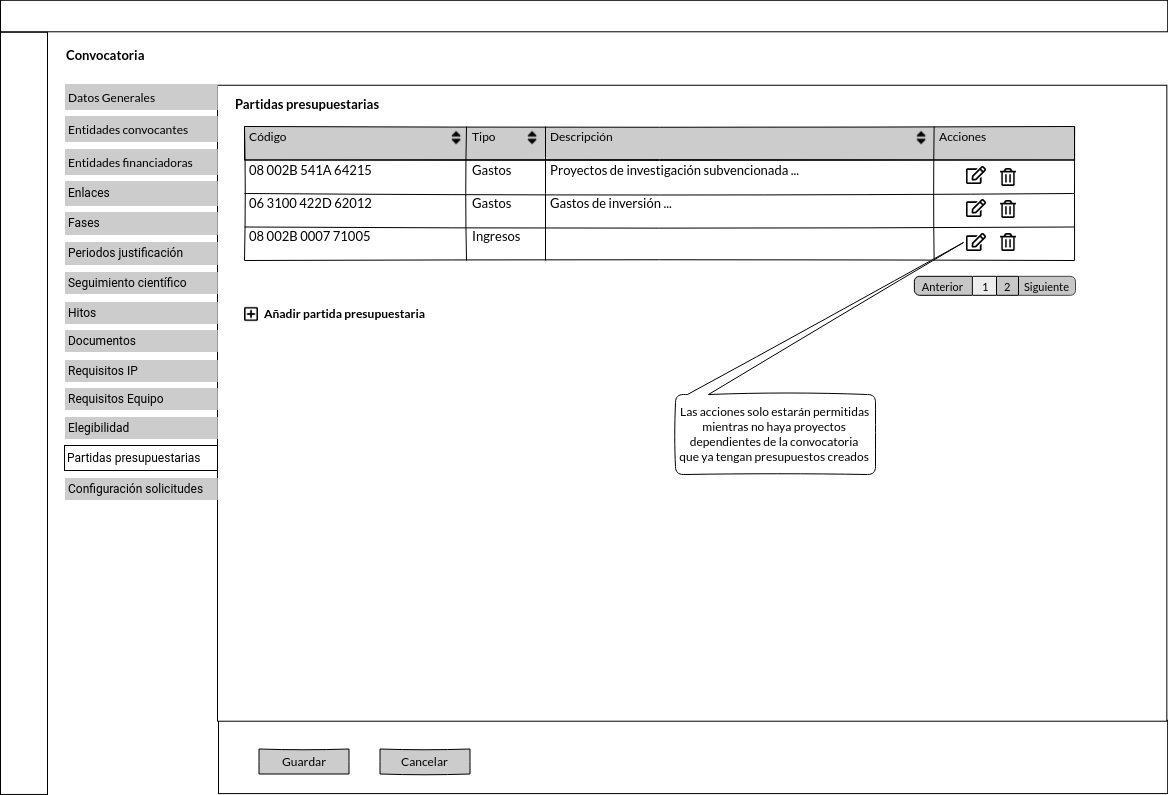 Convocatoria
Datos Generales
Entidades convocantes
Entidades financiadoras
Enlaces
Fases
Periodos justificación
Seguimiento científico
Hitos
Documentos
Requisitos IP
Requisitos Equipo
Elegibilidad
Partidas presupuestarias
Configuración solicitudes
Partidas presupuestarias
Código Tipo Descripción Acciones
08 002B 541A 64215 Gastos Proyectos de investigación subvencionada ...
06 3100 422D 62012 Gastos Gastos de inversión ...
08 002B 0007 71005 Ingresos
Anterior 1 2 Siguiente
Añadir partida presupuestaria
Las acciones solo estarán permitidas
mientras no haya proyectos
dependientes de la convocatoria
que ya tengan presupuestos creados
Guardar Cancelar